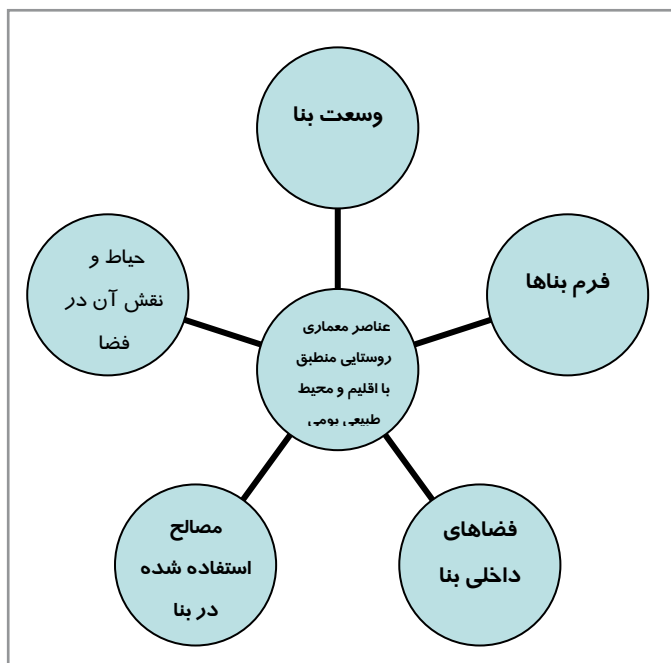 وسعت بنا
فرم بناها
حیاط و
نقش آن در
فضا
عناصر معماری
روستایی منطبق
با اقلیم و محیط
طبیعی بومی
فضاهای
داخلی بنا
مصالح
استفاده شده
در بنا